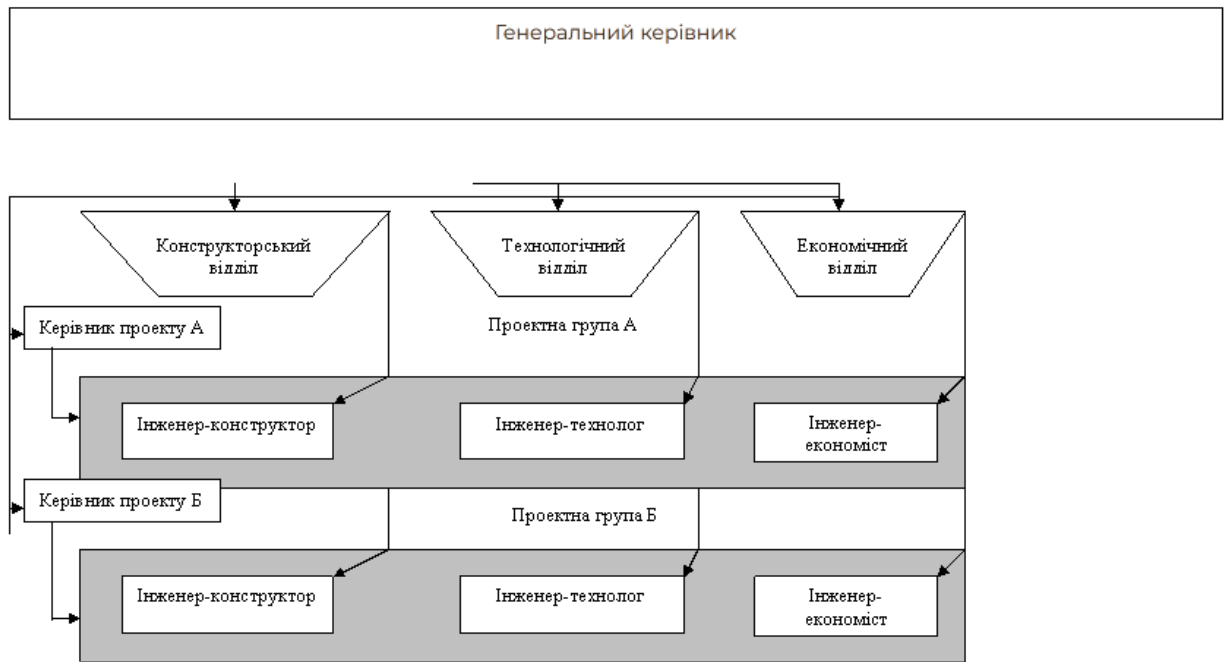 Генеральний керівник
Конструкторський
відділ
Технологічний
відділ
Економічний
відділ
Керівник проекту А
Проектна група А
Інженер-конструктор
Інженер-технолог
Інженер-
економіст
Керівник проекту Б
Проектна група Б
Інженер-конструктор
Інженер-технолог
Інженер-
економіст